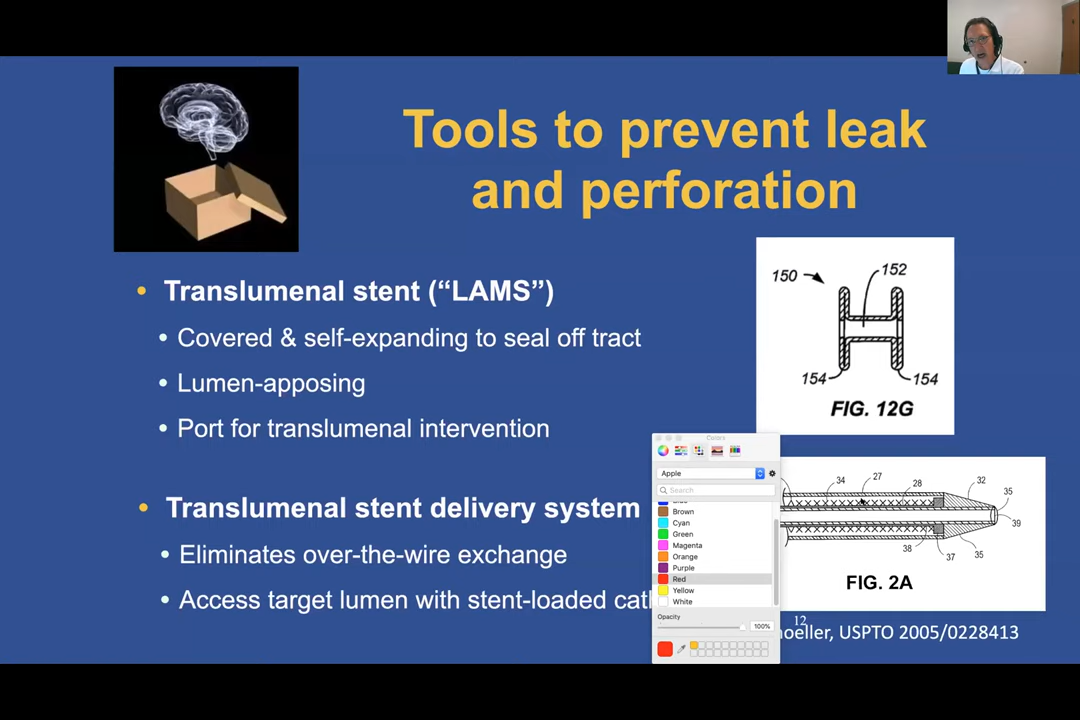 Tools to prevent leak
and perforation
• Translumenal stent (“LAMS”)
• Covered & self-expanding to seal off tract
• Lumen-apposing
• Port for translumenal intervention
• Translumenal stent delivery system
• Eliminates over-the-wire exchange
• Access target lumen with stent-loaded
150
152
154
154
FIG. 12G
Colors
Apple
Search
Brown
Cyan
Green
Magenta
Orange
Purple
Red
Yellow
White
Opacity
100%
34
27
28
32
35
39
38
37
35
FIG. 2A
12
USPTO 2005/0228413